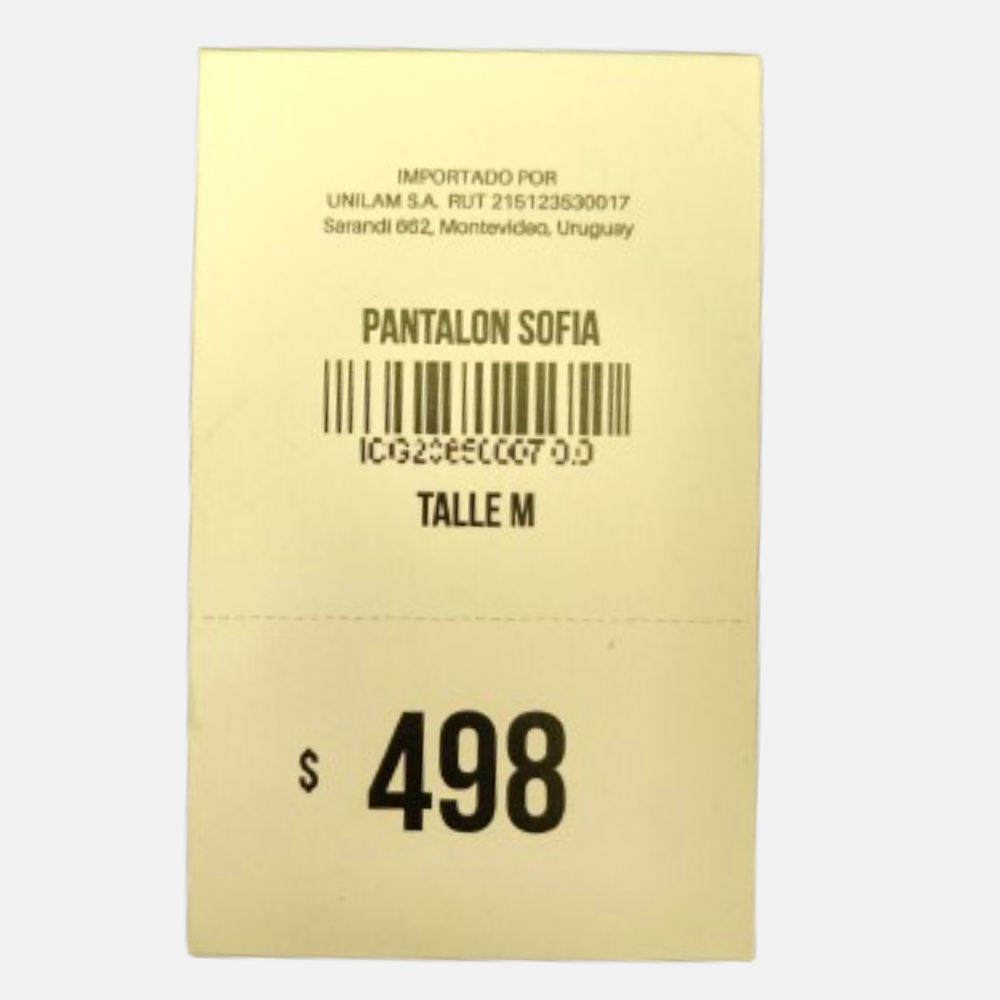 IMPORTADO POR
UNILAM S.A. RUT 215123530017
Sarandi 662, Montevideo, Uruguay
PANTALON SOFIA
TALLE M
$ 498